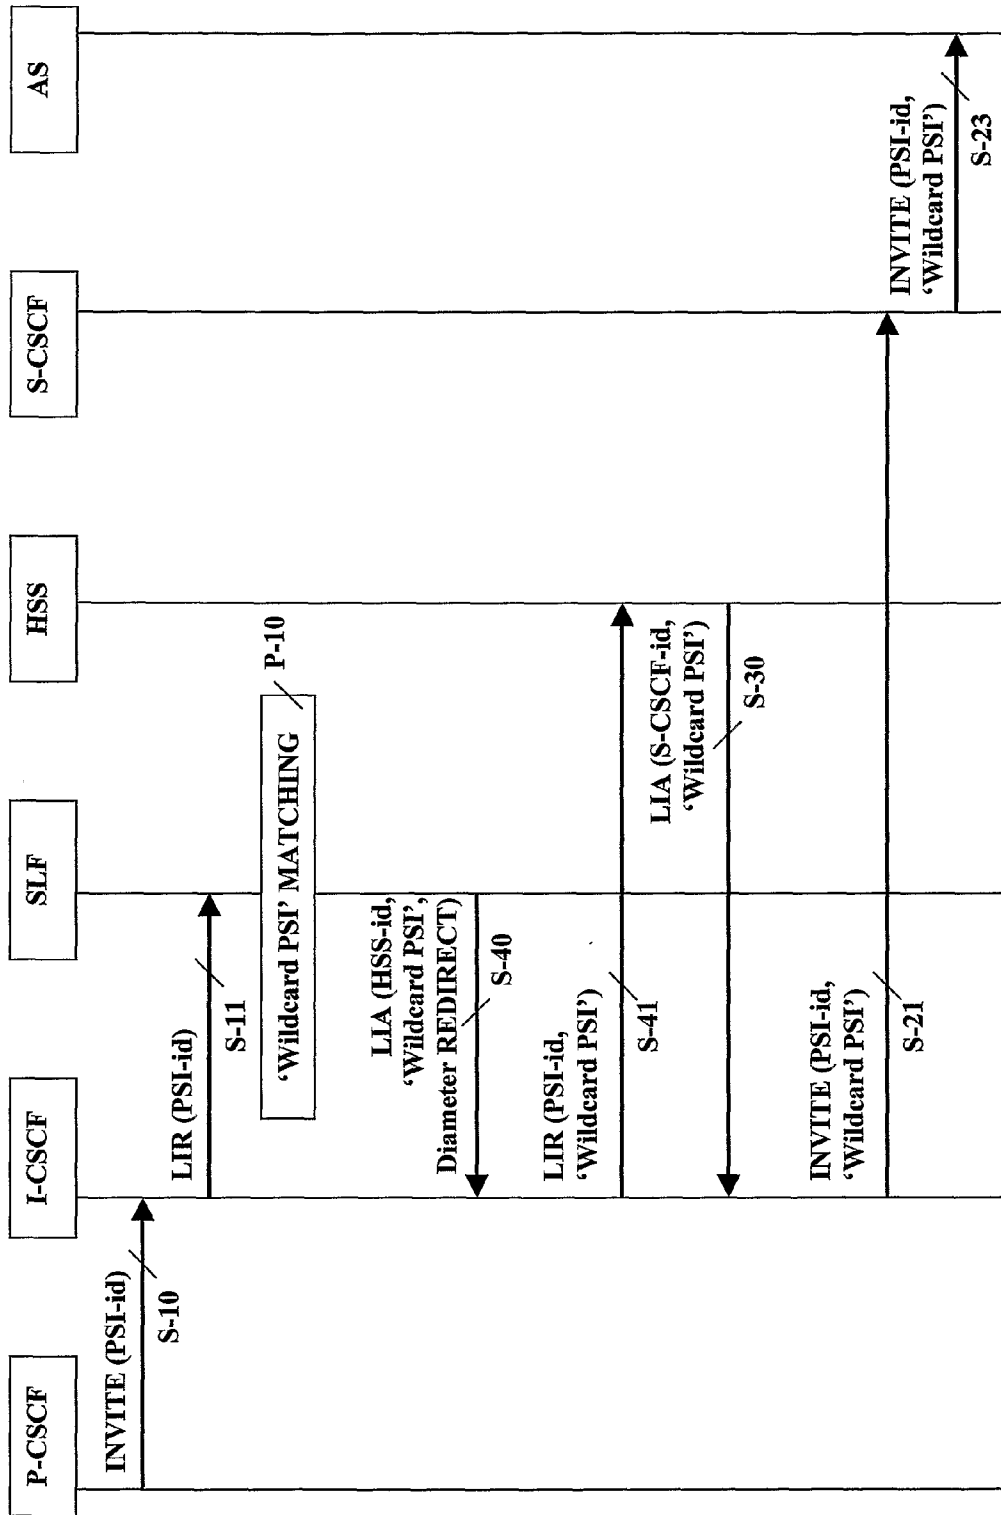 P-CSCF
I-CSCF
SLF
HSS
S-CSCF
AS
INVITE (PSI-id)
S-10
LIR (PSI-id)
S-11
‘Wildcard PSI’ MATCHING
P-10
LIA (HSS-id,
‘Wildcard PSI’,
Diameter REDIRECT)
S-40
LIR (PSI-id,
‘Wildcard PSI’)
S-41
LIA (S-CSCF-id,
‘Wildcard PSI’)
S-30
INVITE (PSI-id,
‘Wildcard PSI’)
S-21
INVITE (PSI-id,
‘Wildcard PSI’)
S-23